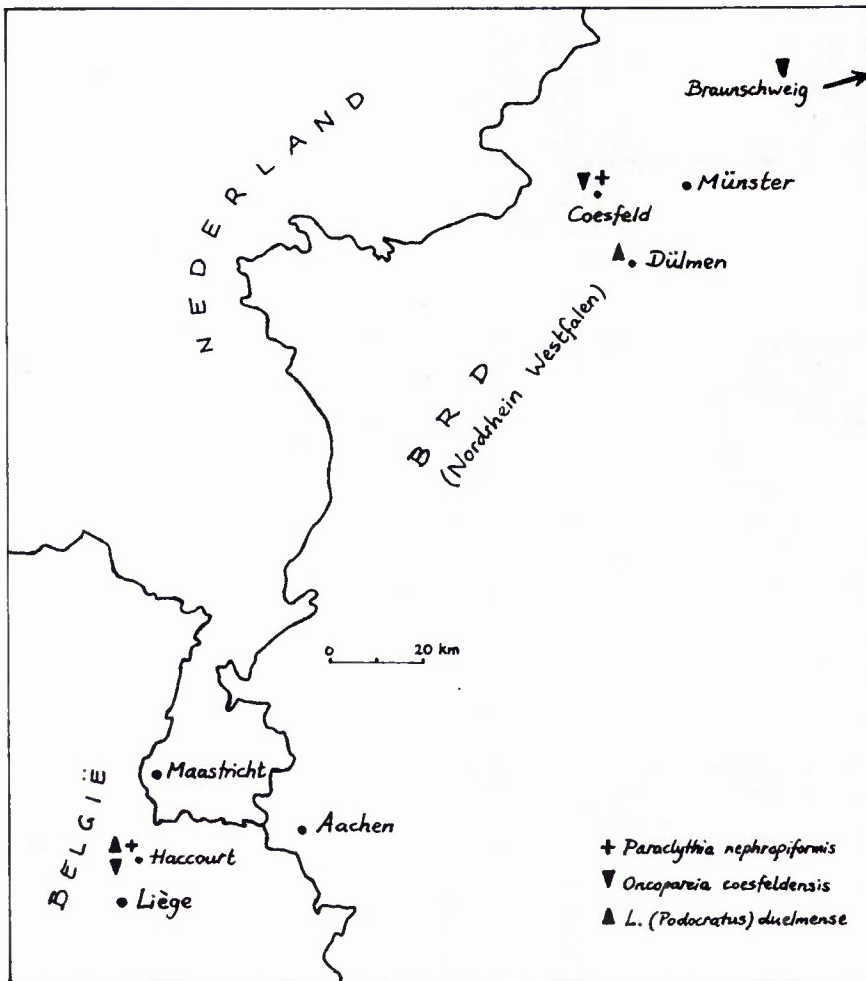 Braunschweig
NEDERLAND
Münster
Coesfeld
Dülmen
BRD
(Nordrhein Westfalen)
0 20 km
Maastricht
BELGIË
Aachen
Haccourt
Liège
+ Paraclythia nephropiformis
▼ Oncopareia coesfeldensis
▲ L. (Podocratus) duelmense